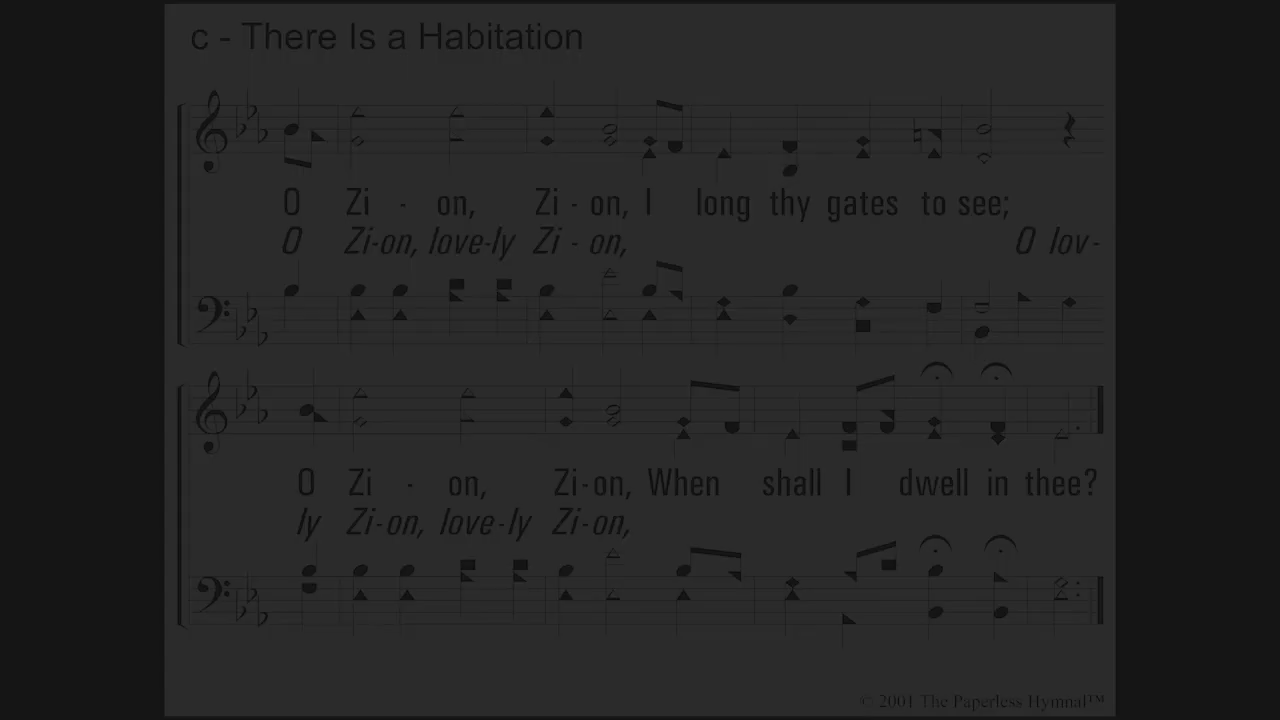 c - There Is a Habitation
O Zi - on, Zi - on, I long thy gates to see;
O Zi-on, love-ly Zi - on, O lov-
O Zi - on, Zi-on, When shall I dwell in thee?
ly Zi-on, love-ly Zi-on,
© 2001 The Paperless Hymnal™